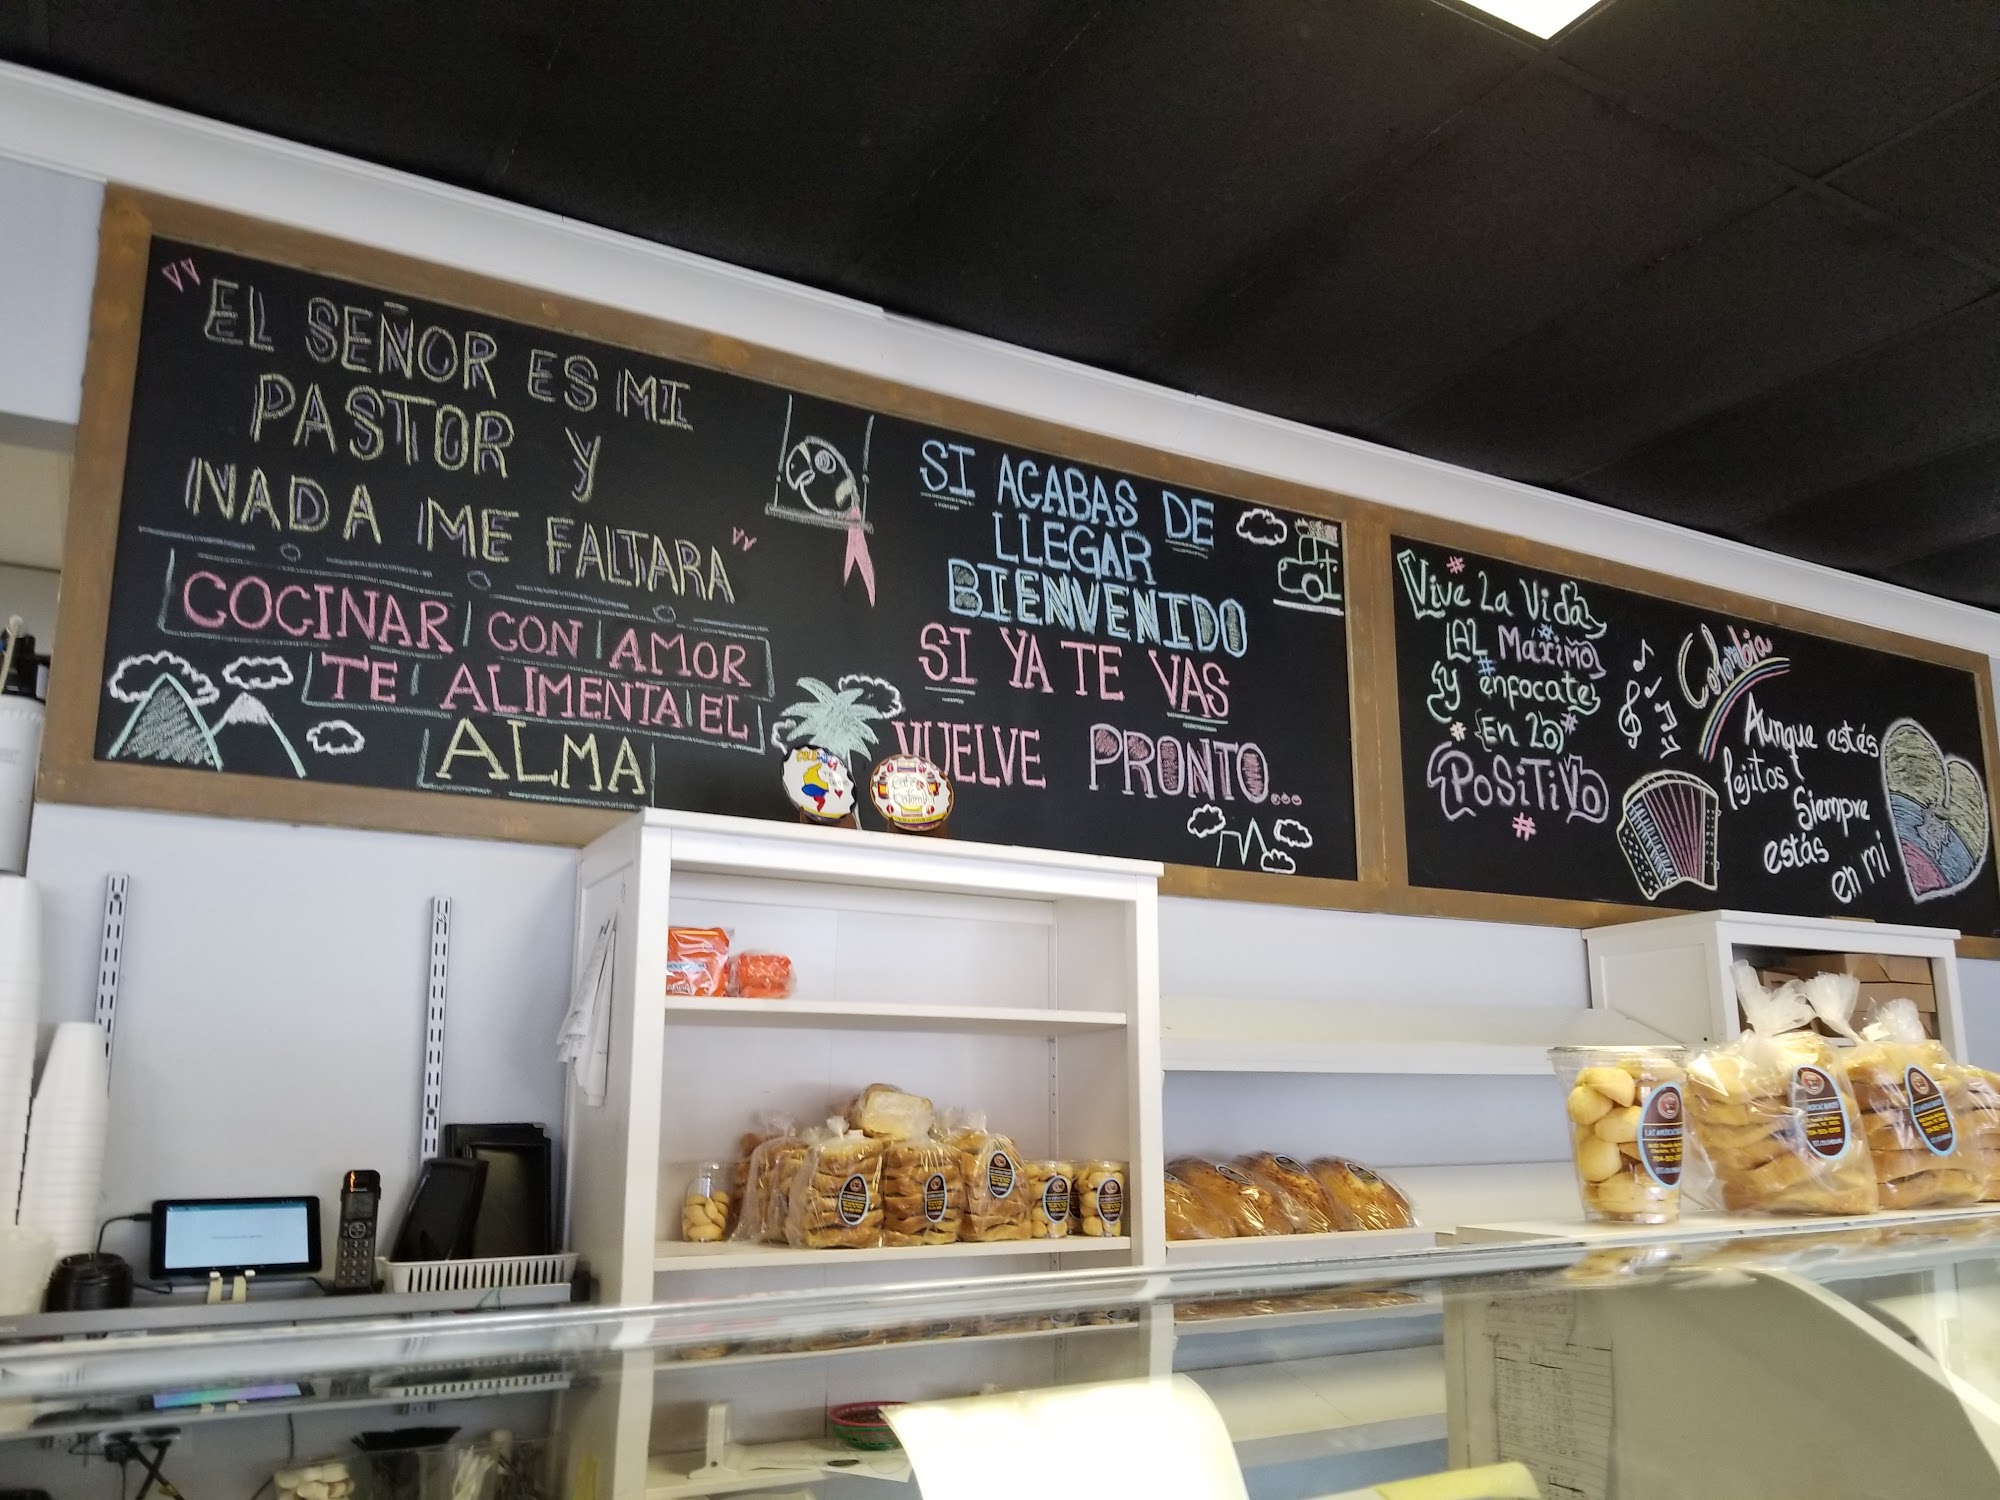 "EL SEÑOR ES MI
PASTOR y
NADA ME FALTARA"
COCINAR CON AMOR
TE ALIMENTA EL
ALMA
SI ACABAS DE
LLEGAR
BIENVENIDO
SI YA TE VAS
VUELVE PRONTO...
#Vive La Vida
AL MáXiMO
y enfocate
En Lo
PoSiTiVo
#
Colombia
Aunque estés
lejitos
Siempre
estás
en mi